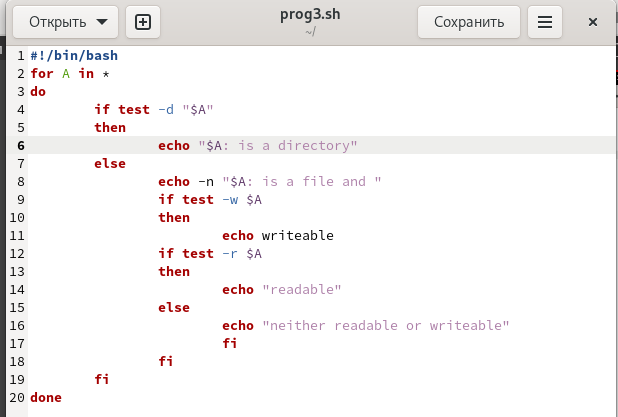 Открыть
prog3.sh
~/
Сохранить
1 #!/bin/bash
2 for A in *
3 do
4         if test -d "$A"
5         then
6                 echo "$A: is a directory"
7         else
8                 echo -n "$A: is a file and "
9                 if test -w $A
10                 then
11                         echo writeable
12                 if test -r $A
13                 then
14                         echo "readable"
15                 else
16                         echo "neither readable or writeable"
17                         fi
18                 fi
19         fi
20 done